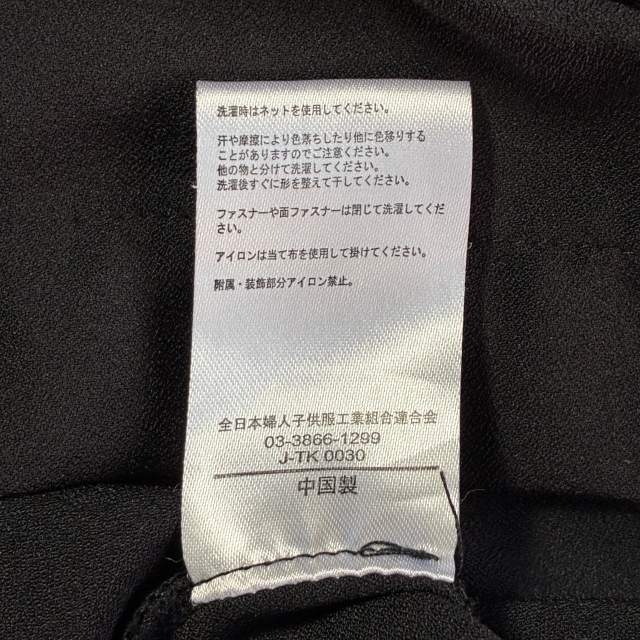 洗濯時はネットを使用してください。
汗や摩擦により色落ちしたり他に色移りする
ことがありますのでご注意ください。
他の物と分けて洗濯してください。
洗濯後すぐに形を整えて干してください。
ファスナーや面ファスナーは閉じて洗濯してくだ
さい。
アイロンは当て布を使用して掛けてください。
附属・装飾部分アイロン禁止。
全日本婦人子供服工業組合連合会
03-3866-1299
J-TK 0030
中国製